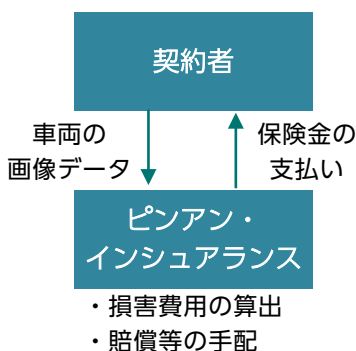 契約者
車両の
画像データ
保険金の
支払い
ピンアン・
インシュアランス
・損害費用の算出
・賠償等の手配